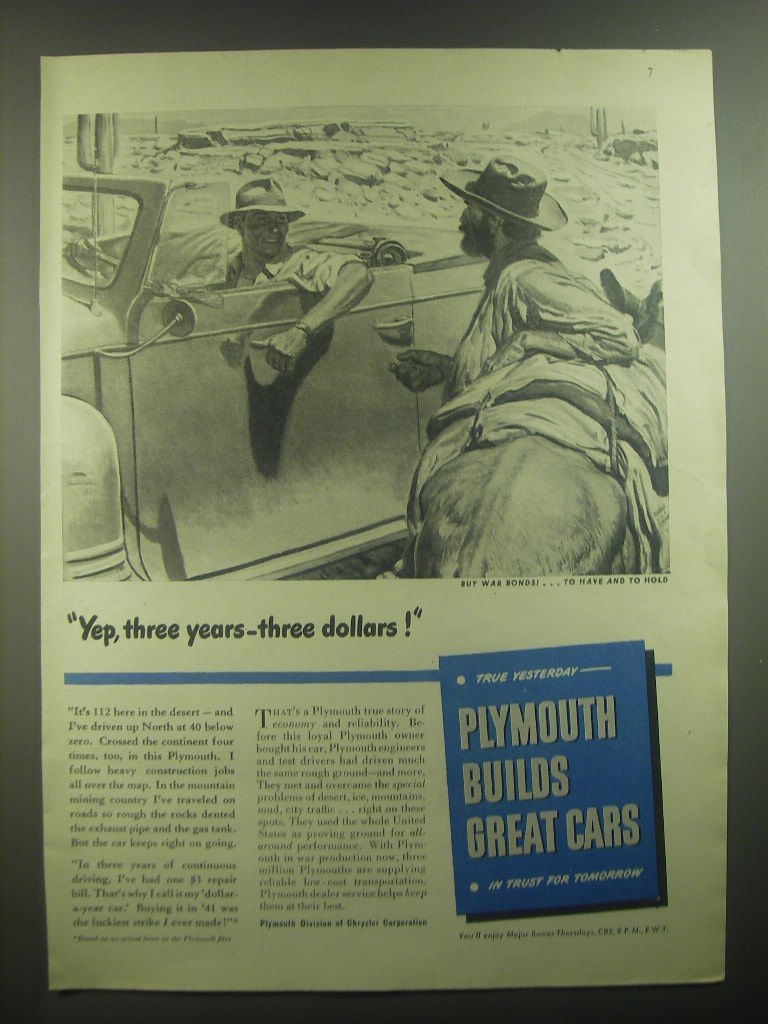 7
BUY WAR BONDS! . . . TO HAVE AND TO HOLD
"Yep, three years-three dollars!"
"It's 112 here in the desert — and
I've driven up North at 40 below
zero. Crossed the continent four
times, too, in this Plymouth. I
follow heavy construction jobs
all over the map. In the mountain
mining country I've traveled on
roads so rough the rocks dented
the exhaust pipe and the gas tank.
But the car keeps right on going.
"In three years of continuous
driving, I've had one $3 repair
bill. That's why I call it my 'dollar-
a-year car.' Buying it in '41 was
the luckiest strike I ever made!"*
*Based on an actual letter in the Plymouth files
THAT'S a Plymouth true story of
economy and reliability. Be-
fore this loyal Plymouth owner
bought his car, Plymouth engineers
and test drivers had driven much
the same rough ground—and more.
They met and overcame the special
problems of desert, ice, mountains,
mud, city traffic . . . right on these
spots. They used the whole United
States as proving ground for all-
around performance. With Plym-
outh in war production now, three
million Plymouths are supplying
reliable low-cost transportation.
Plymouth dealer service helps keep
them at their best.
Plymouth Division of Chrysler Corporation
• TRUE YESTERDAY—
PLYMOUTH
BUILDS
GREAT CARS
• IN TRUST FOR TOMORROW
You'll enjoy Major Bowes Thursdays, CBS, 9 P.M., E.W.T.